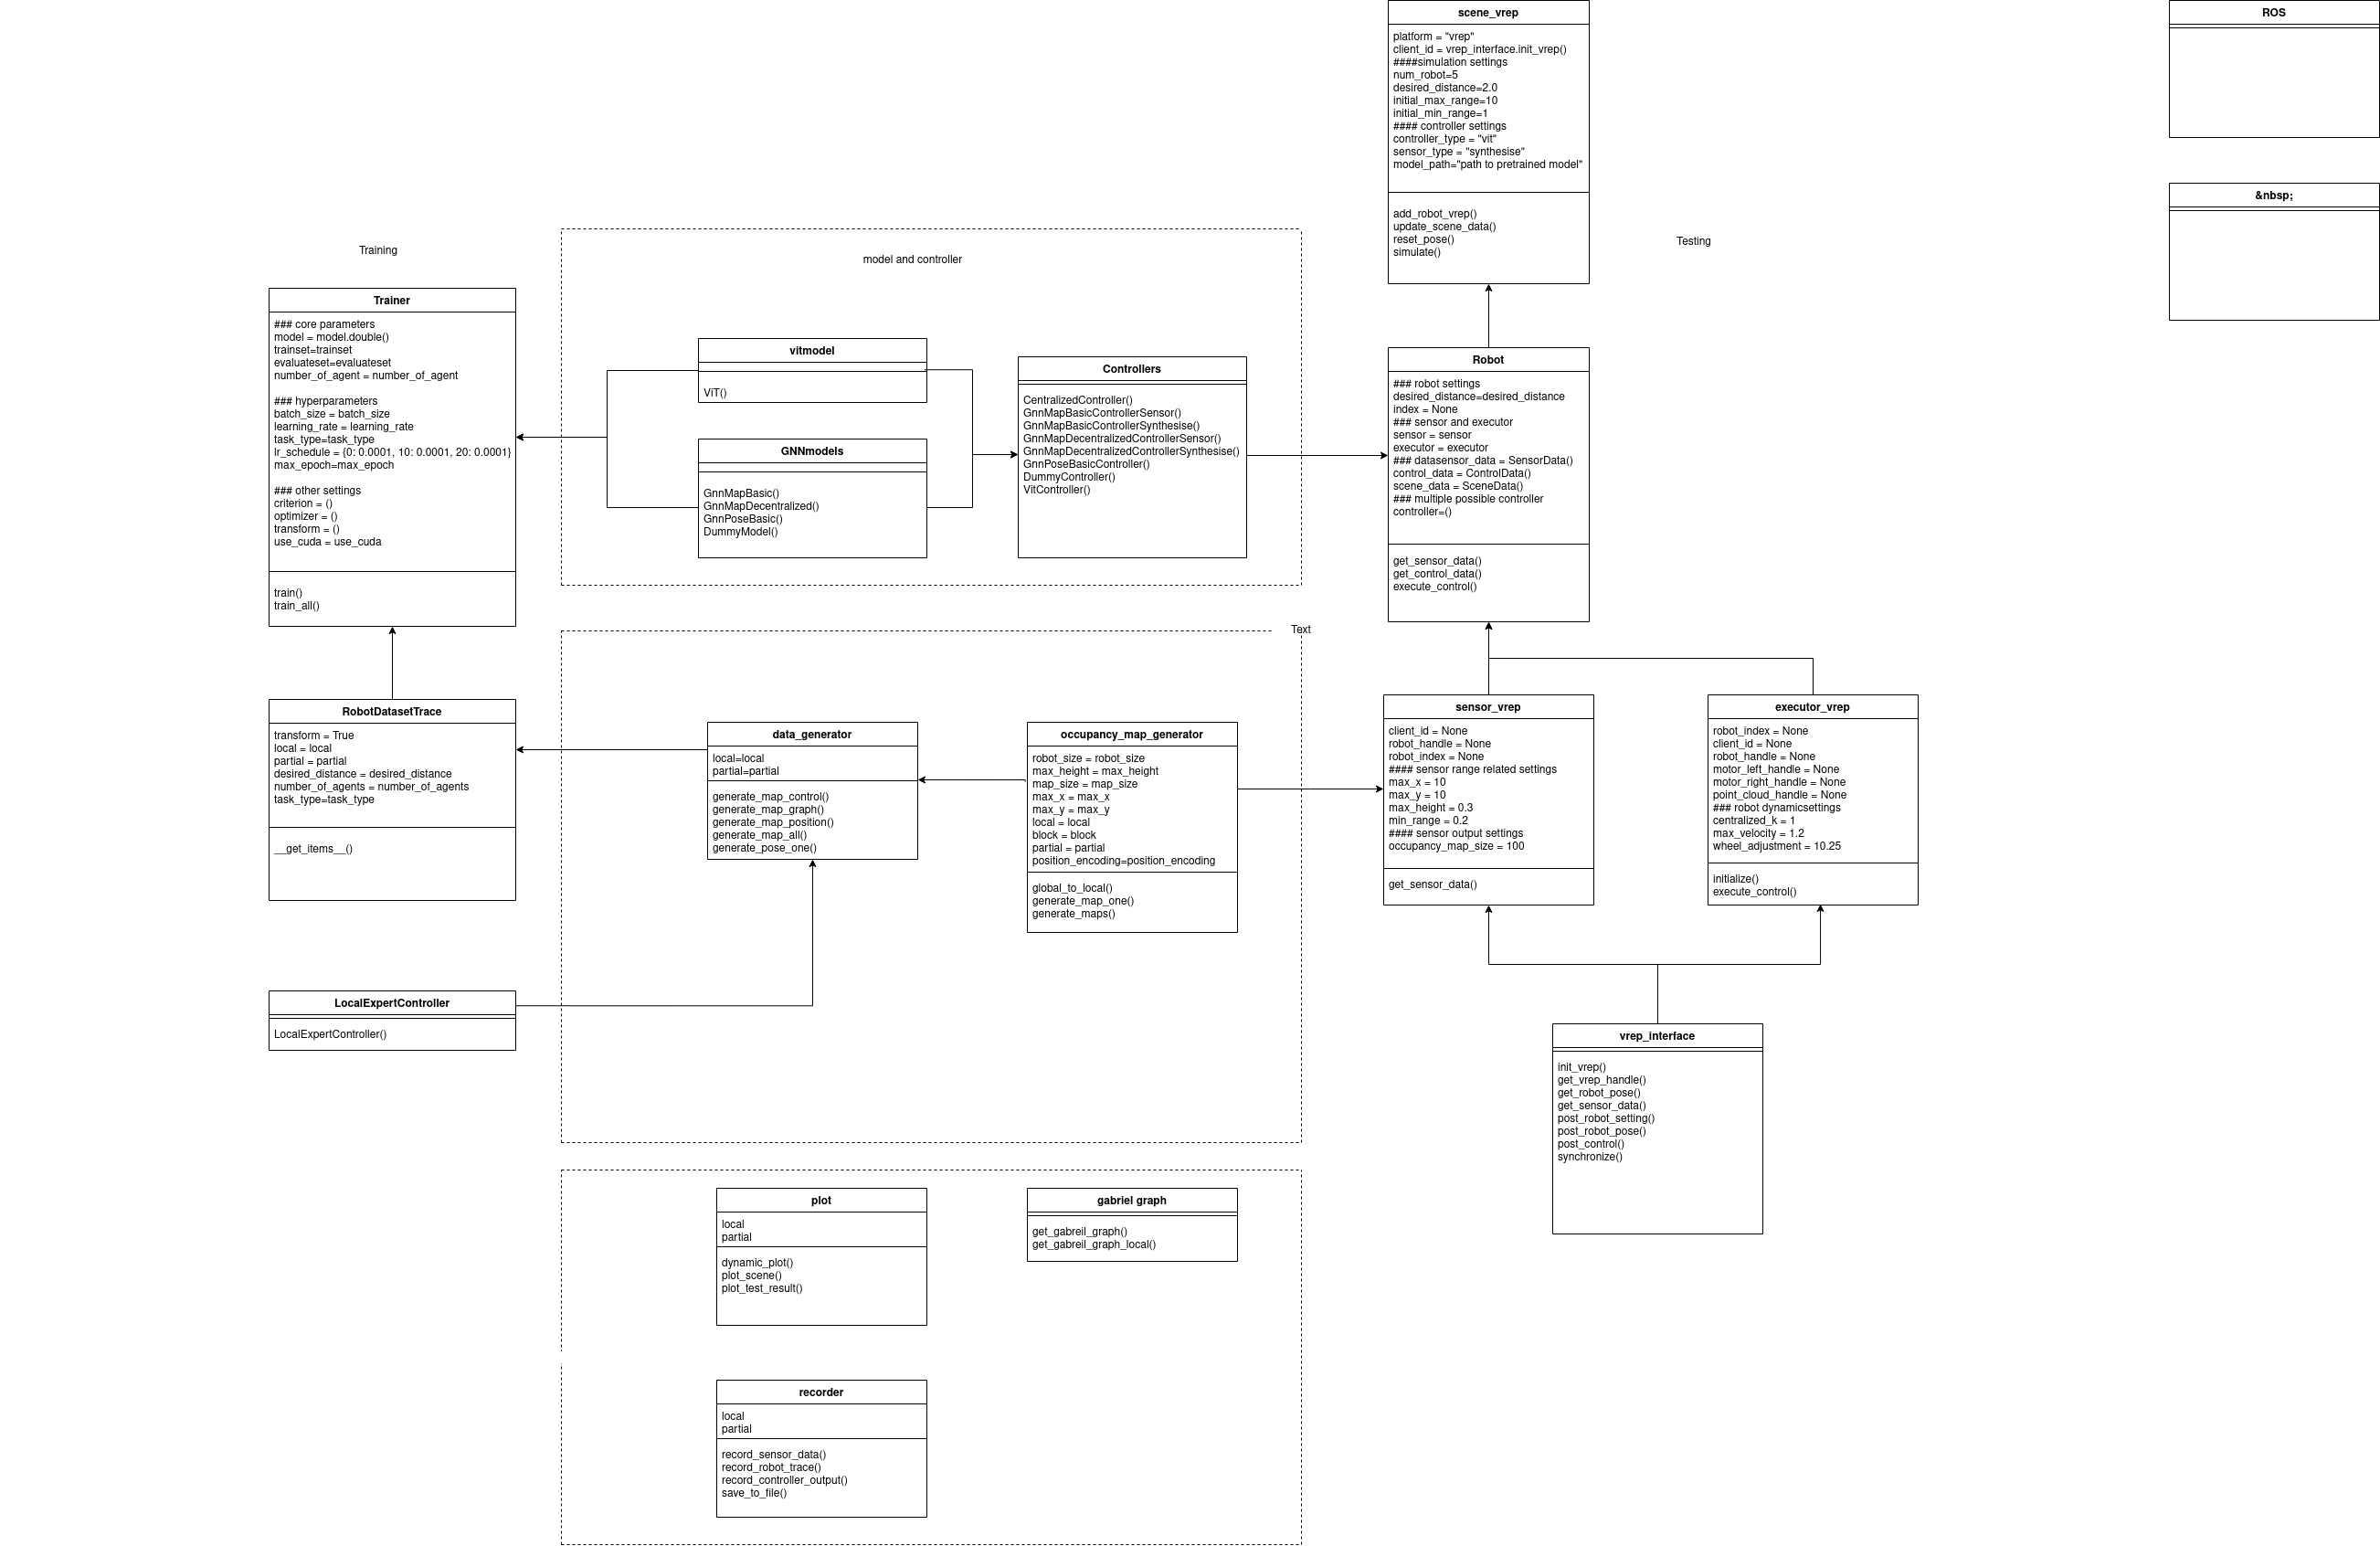 scene_vrep
platform = "vrep"
client_id = vrep_interface.init_vrep()
####simulation settings
num_robot=5
desired_distance=2.0
initial_max_range=10
initial_min_range=1
#### controller settings
controller_type = "vit"
sensor_type = "synthesise"
model_path="path to pretrained model"
add_robot_vrep()
update_scene_data()
reset_pose()
simulate()
ROS
&nbsp;
Training
model and controller
Testing
Trainer
### core parameters
model = model.double()
trainset=trainset
evaluateset=evaluateset
number_of_agent = number_of_agent
### hyperparameters
batch_size = batch_size
learning_rate = learning_rate
task_type=task_type
lr_schedule = {0: 0.0001, 10: 0.0001, 20: 0.0001}
max_epoch=max_epoch
### other settings
criterion = ()
optimizer = ()
transform = ()
use_cuda = use_cuda
train()
train_all()
vitmodel
ViT()
GNNmodels
GnnMapBasic()
GnnMapDecentralized()
GnnPoseBasic()
DummyModel()
Controllers
CentralizedController()
GnnMapBasicControllerSensor()
GnnMapBasicControllerSynthesise()
GnnMapDecentralizedControllerSensor()
GnnMapDecentralizedControllerSynthesise()
GnnPoseBasicController()
DummyController()
VitController()
Robot
### robot settings
desired_distance=desired_distance
index = None
### sensor and executor
sensor = sensor
executor = executor
### datasensor_data = SensorData()
control_data = ControlData()
scene_data = SceneData()
### multiple possible controller
controller=()
get_sensor_data()
get_control_data()
execute_control()
Text
RobotDatasetTrace
transform = True
local = local
partial = partial
desired_distance = desired_distance
number_of_agents = number_of_agents
task_type=task_type
__get_items__()
data_generator
local=local
partial=partial
generate_map_control()
generate_map_graph()
generate_map_position()
generate_map_all()
generate_pose_one()
occupancy_map_generator
robot_size = robot_size
max_height = max_height
map_size = map_size
max_x = max_x
max_y = max_y
local = local
block = block
partial = partial
position_encoding=position_encoding
global_to_local()
generate_map_one()
generate_maps()
sensor_vrep
client_id = None
robot_handle = None
robot_index = None
#### sensor range related settings
max_x = 10
max_y = 10
max_height = 0.3
min_range = 0.2
#### sensor output settings
occupancy_map_size = 100
get_sensor_data()
executor_vrep
robot_index = None
client_id = None
robot_handle = None
motor_left_handle = None
motor_right_handle = None
point_cloud_handle = None
### robot dynamicsettings
centralized_k = 1
max_velocity = 1.2
wheel_adjustment = 10.25
initialize()
execute_control()
LocalExpertController
LocalExpertController()
vrep_interface
init_vrep()
get_vrep_handle()
get_robot_pose()
get_sensor_data()
post_robot_setting()
post_robot_pose()
post_control()
synchronize()
plot
local
partial
dynamic_plot()
plot_scene()
plot_test_result()
gabriel graph
get_gabreil_graph()
get_gabreil_graph_local()
recorder
local
partial
record_sensor_data()
record_robot_trace()
record_controller_output()
save_to_file()